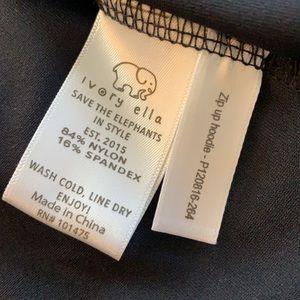 ivory ella
SAVE THE ELEPHANTS
IN STYLE
EST. 2015
84% NYLON
16% SPANDEX
WASH COLD, LINE DRY
ENJOY!
Made in China
RN# 101475
Zip up hoodie - P120816-264